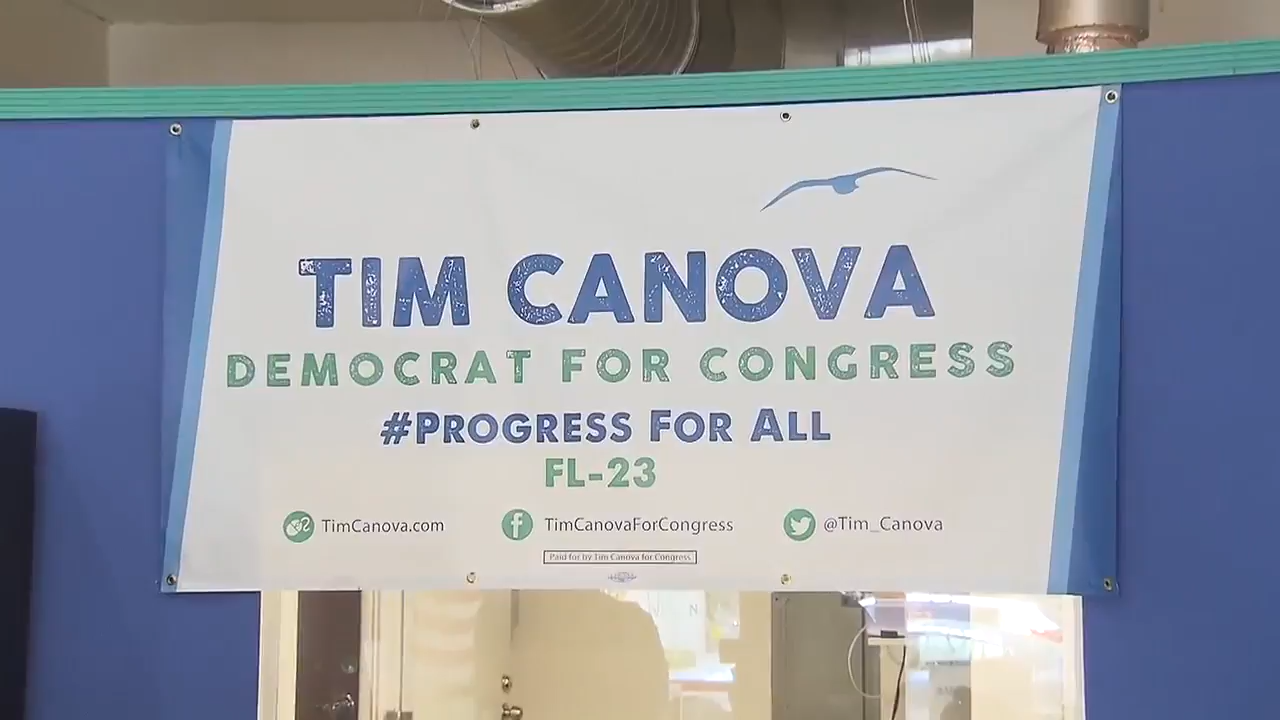 TIM CANOVA
DEMOCRAT FOR CONGRESS
#PROGRESS FOR ALL
FL-23
TimCanova.com TimCanovaForCongress @Tim_Canova
Paid for by Tim Canova for Congress